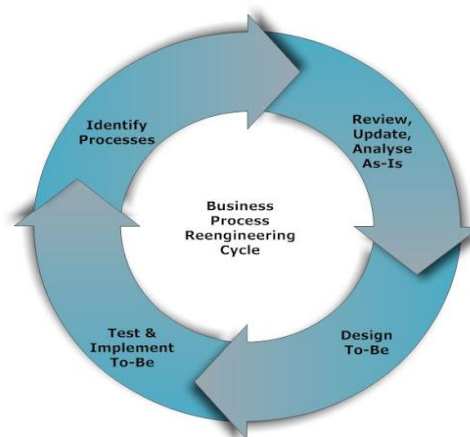 Identify
Processes
Review,
Update,
Analyse
As-Is
Business
Process
Reengineering
Cycle
Test &
Implement
To-Be
Design
To-Be